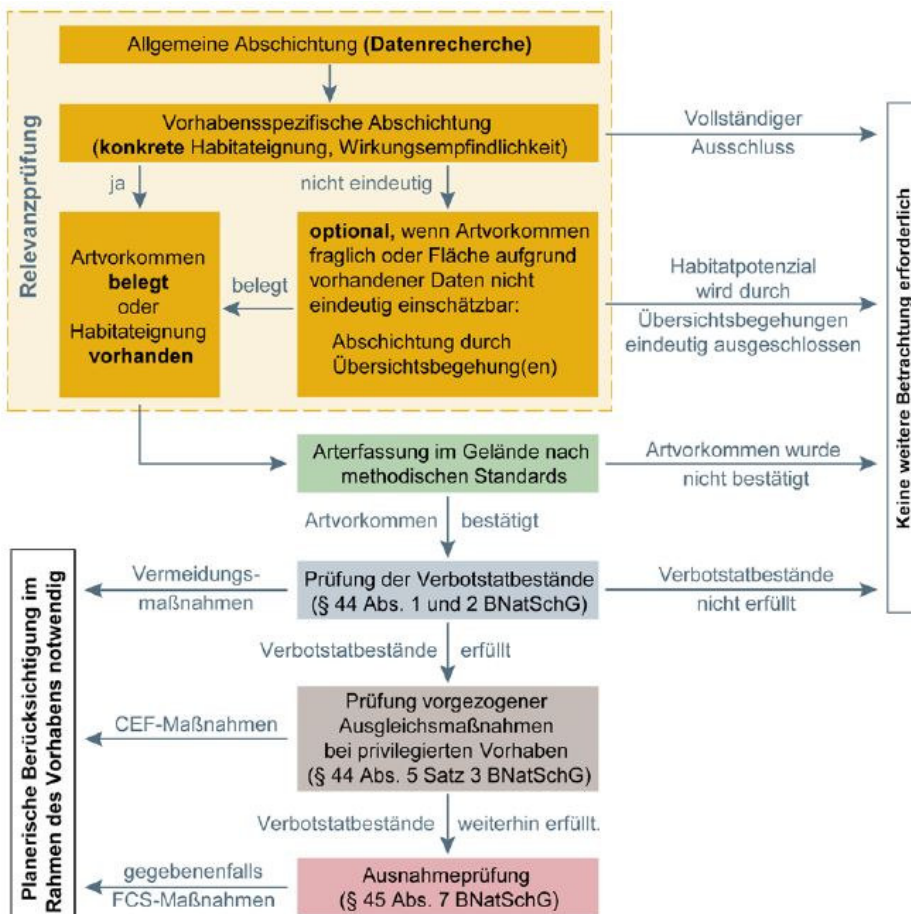 Allgemeine Abschichtung (Datenrecherche)
Relevanzprüfung
Vorhabensspezifische Abschichtung
(konkrete Habitateignung, Wirkungsempfindlichkeit)
Vollständiger
Ausschluss
ja
nicht eindeutig
Artvorkommen
belegt
oder
Habitateignung
vorhanden
belegt
optional, wenn Artvorkommen
fraglich oder Fläche aufgrund
vorhandener Daten nicht
eindeutig einschätzbar:
Abschichtung durch
Übersichtsbegehung(en)
Habitatpotenzial
wird durch
Übersichtsbegehungen
eindeutig ausgeschlossen
Keine weitere Betrachtung erforderlich
Arterfassung im Gelände nach
methodischen Standards
Artvorkommen wurde
nicht bestätigt
Artvorkommen bestätigt
Planerische Berücksichtigung im
Rahmen des Vorhabens notwendig
Vermeidungs-
maßnahmen
Prüfung der Verbotstatbestände
(§ 44 Abs. 1 und 2 BNatSchG)
Verbotstatbestände
nicht erfüllt
Verbotstatbestände erfüllt
CEF-Maßnahmen
Prüfung vorgezogener
Ausgleichsmaßnahmen
bei privilegierten Vorhaben
(§ 44 Abs. 5 Satz 3 BNatSchG)
Verbotstatbestände weiterhin erfüllt.
gegebenenfalls
FCS-Maßnahmen
Ausnahmeprüfung
(§ 45 Abs. 7 BNatSchG)